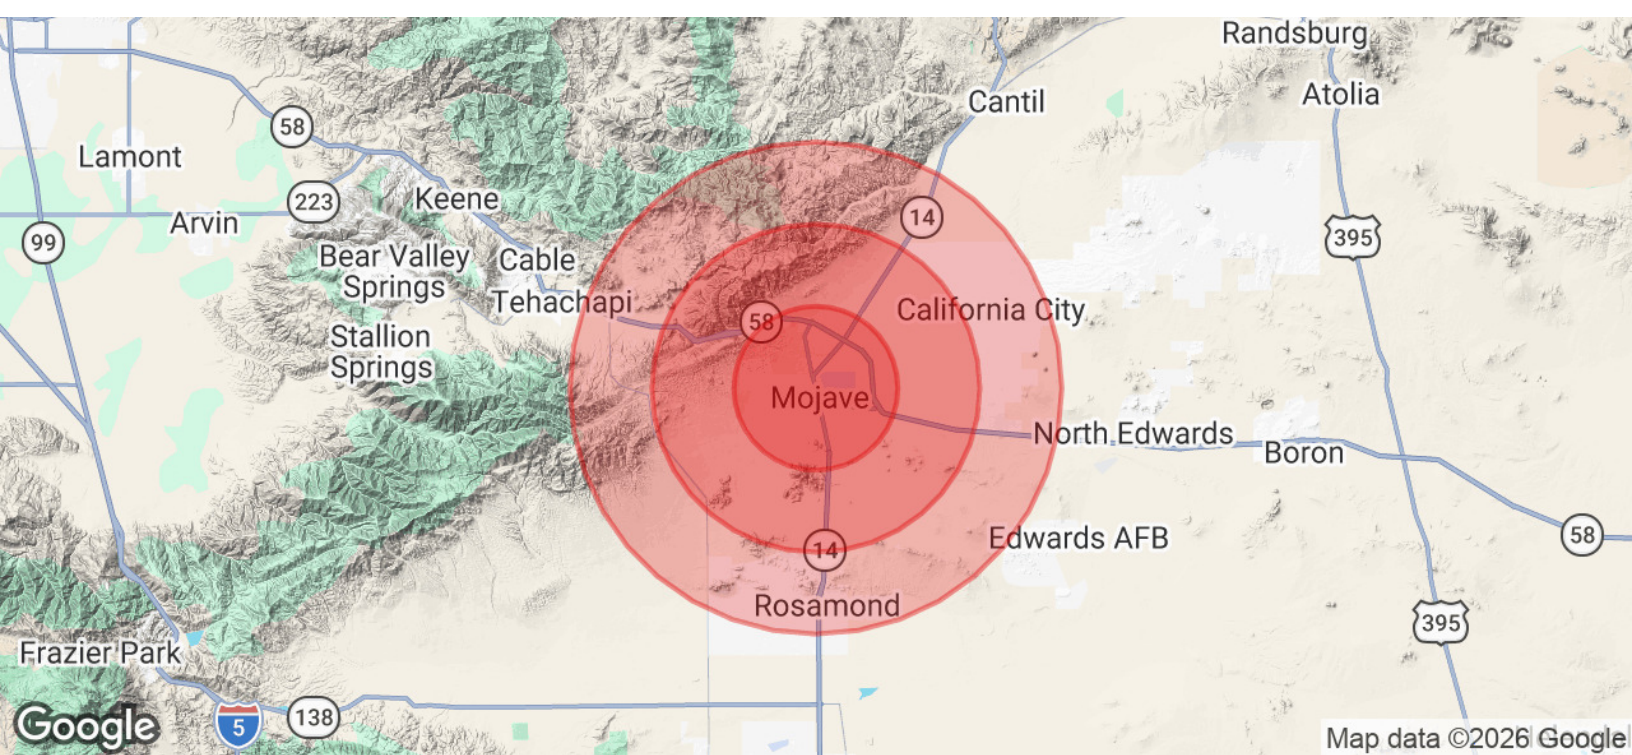 Randsburg
Atolia
Cantil
58
Lamont
Keene
223
Arvin
14
99
395
Bear Valley
Springs
Cable
Tehachapi
California City
58
Stallion
Springs
Mojave
North Edwards
Boron
Edwards AFB
58
14
Rosamond
395
Frazier Park
Google
5
138
Map data ©2026 Google